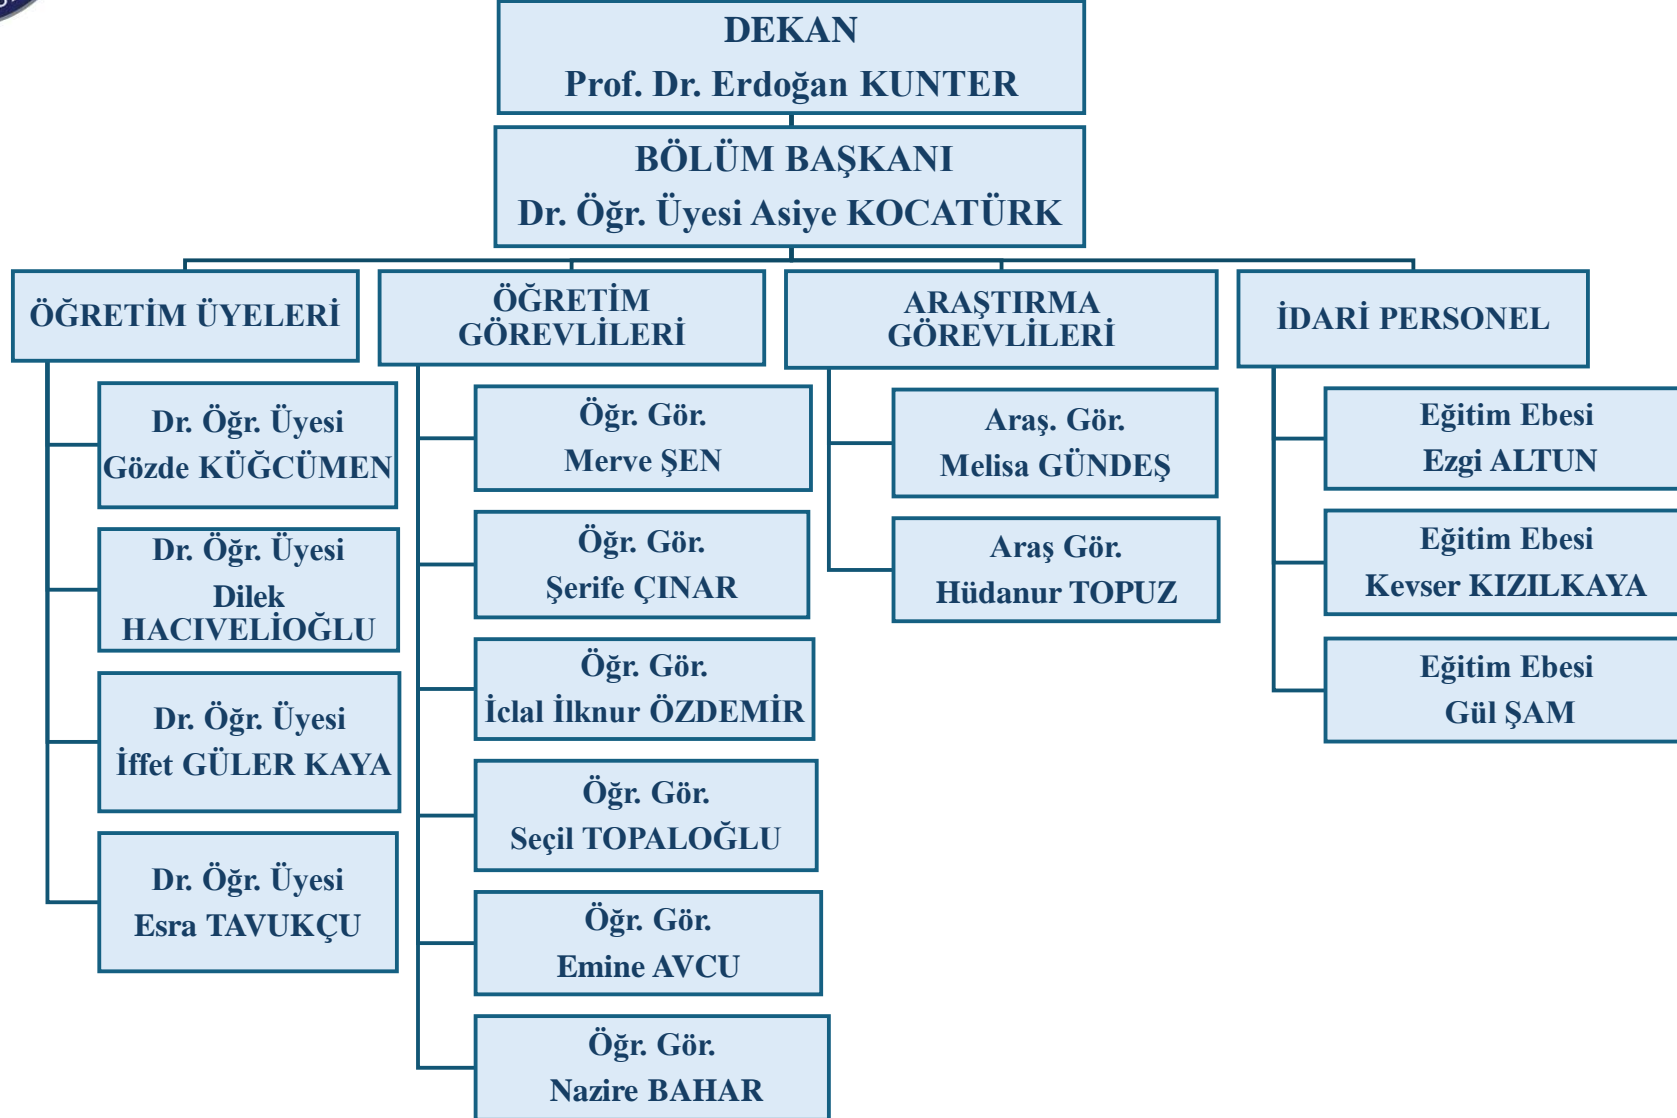 DEKAN
Prof. Dr. Erdoğan KUNTER
BÖLÜM BAŞKANI
Dr. Öğr. Üyesi Asiye KOCATÜRK
ÖĞRETİM ÜYELERİ
Dr. Öğr. Üyesi
Gözde KÜĞCÜMEN
Dr. Öğr. Üyesi
Dilek
HACIVELİOĞLU
Dr. Öğr. Üyesi
İffet GÜLER KAYA
Dr. Öğr. Üyesi
Esra TAVUKÇU
ÖĞRETİM
GÖREVLİLERİ
Öğr. Gör.
Merve ŞEN
Öğr. Gör.
Şerife ÇINAR
Öğr. Gör.
İclal İlknur ÖZDEMİR
Öğr. Gör.
Seçil TOPALOĞLU
Öğr. Gör.
Emine AVCU
Öğr. Gör.
Nazire BAHAR
ARAŞTIRMA
GÖREVLİLERİ
Araş. Gör.
Melisa GÜNDEŞ
Araş Gör.
Hüdanur TOPUZ
İDARİ PERSONEL
Eğitim Ebesi
Ezgi ALTUN
Eğitim Ebesi
Kevser KIZILKAYA
Eğitim Ebesi
Gül ŞAM